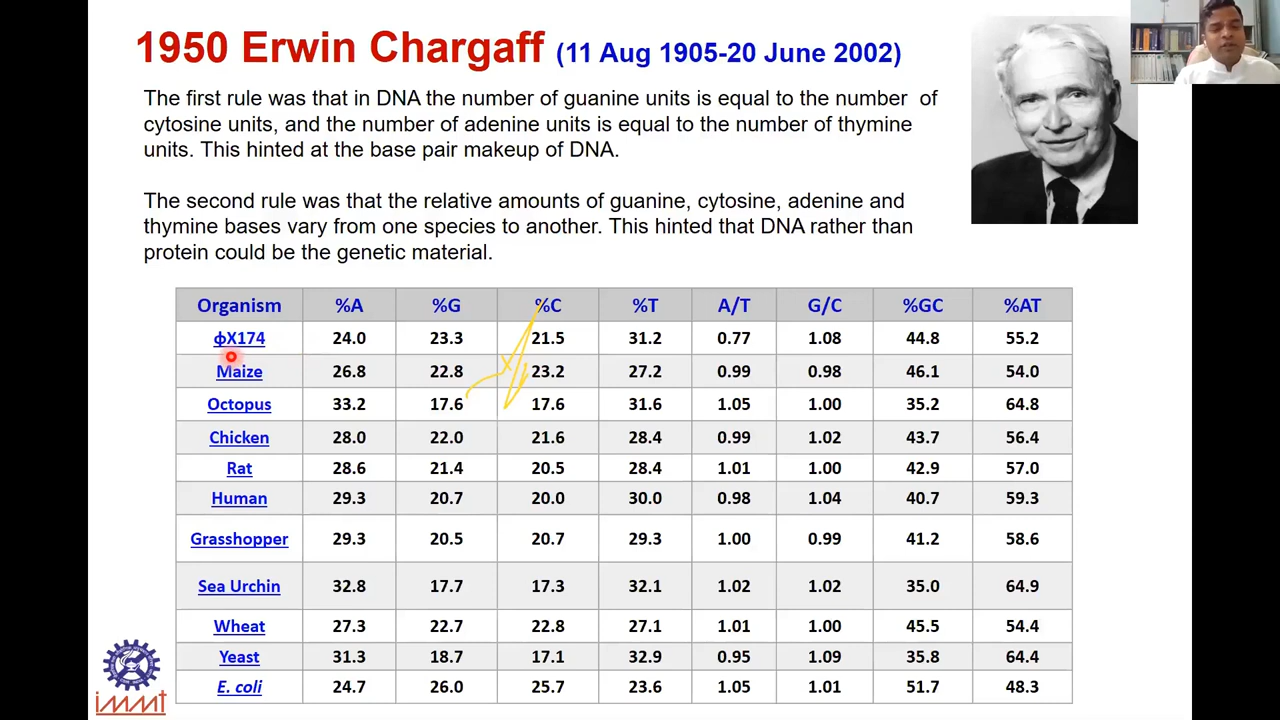 1950 Erwin Chargaff (11 Aug 1905-20 June 2002)
The first rule was that in DNA the number of guanine units is equal to the number of
cytosine units, and the number of adenine units is equal to the number of thymine
units. This hinted at the base pair makeup of DNA.
The second rule was that the relative amounts of guanine, cytosine, adenine and
thymine bases vary from one species to another. This hinted that DNA rather than
protein could be the genetic material.
Organism %A %G %C %T A/T G/C %GC %AT
ϕX174 24.0 23.3 21.5 31.2 0.77 1.08 44.8 55.2
Maize 26.8 22.8 23.2 27.2 0.99 0.98 46.1 54.0
Octopus 33.2 17.6 17.6 31.6 1.05 1.00 35.2 64.8
Chicken 28.0 22.0 21.6 28.4 0.99 1.02 43.7 56.4
Rat 28.6 21.4 20.5 28.4 1.01 1.00 42.9 57.0
Human 29.3 20.7 20.0 30.0 0.98 1.04 40.7 59.3
Grasshopper 29.3 20.5 20.7 29.3 1.00 0.99 41.2 58.6
Sea Urchin 32.8 17.7 17.3 32.1 1.02 1.02 35.0 64.9
Wheat 27.3 22.7 22.8 27.1 1.01 1.00 45.5 54.4
Yeast 31.3 18.7 17.1 32.9 0.95 1.09 35.8 64.4
E. coli 24.7 26.0 25.7 23.6 1.05 1.01 51.7 48.3
immt